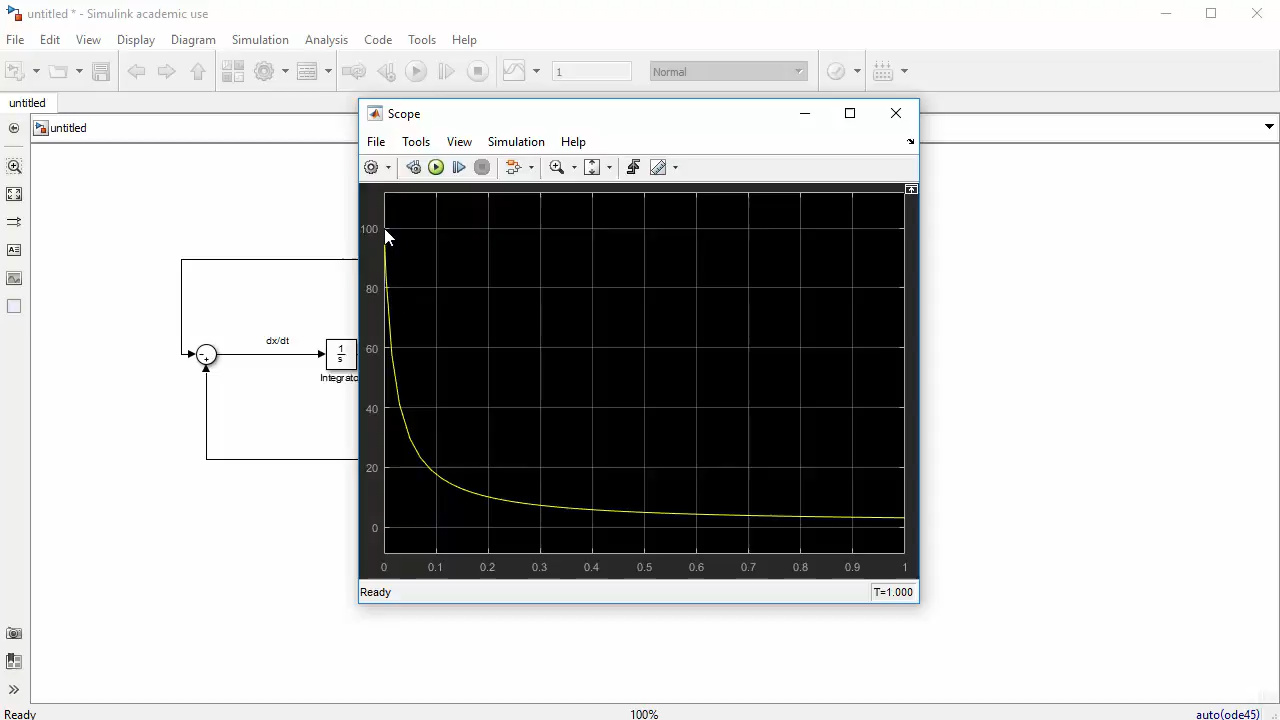 untitled * - Simulink academic use
File Edit View Display Diagram Simulation Analysis Code Tools Help
1 Normal
untitled
untitled
Scope
File Tools View Simulation Help
100
80
60
40
20
0
0 0.1 0.2 0.3 0.4 0.5 0.6 0.7 0.8 0.9 1
Ready T=1.000
dx/dt
1
s
Integrato
Ready 100% auto(ode45)